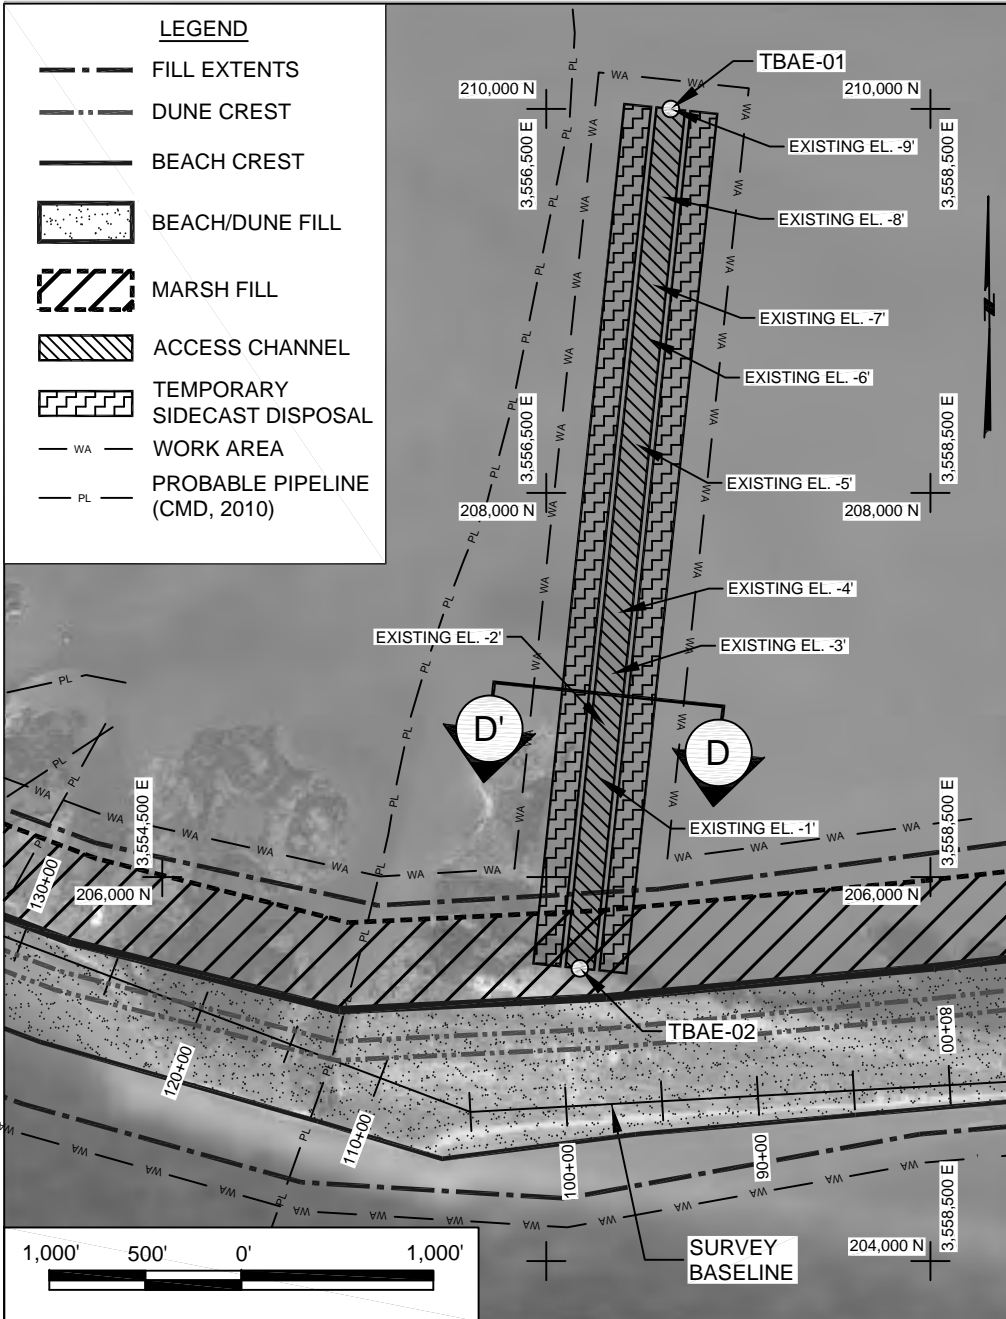 LEGEND
FILL EXTENTS
DUNE CREST
BEACH CREST
BEACH/DUNE FILL
MARSH FILL
ACCESS CHANNEL
TEMPORARY
SIDECAST DISPOSAL
WA
WORK AREA
PL
PROBABLE PIPELINE
(CMD, 2010)
TBAE-01
210,000 N
210,000 N
3,556,500 E
3,558,500 E
EXISTING EL. -9'
EXISTING EL. -8'
EXISTING EL. -7'
EXISTING EL. -6'
3,556,500 E
3,558,500 E
EXISTING EL. -5'
208,000 N
208,000 N
EXISTING EL. -4'
EXISTING EL. -2'
EXISTING EL. -3'
D'
D
3,554,500 E
3,558,500 E
EXISTING EL. -1'
206,000 N
206,000 N
130+00
TBAE-02
80+00
120+00
110+00
100+00
90+00
3,558,500 E
204,000 N
SURVEY
BASELINE
1,000'
500'
0'
1,000'